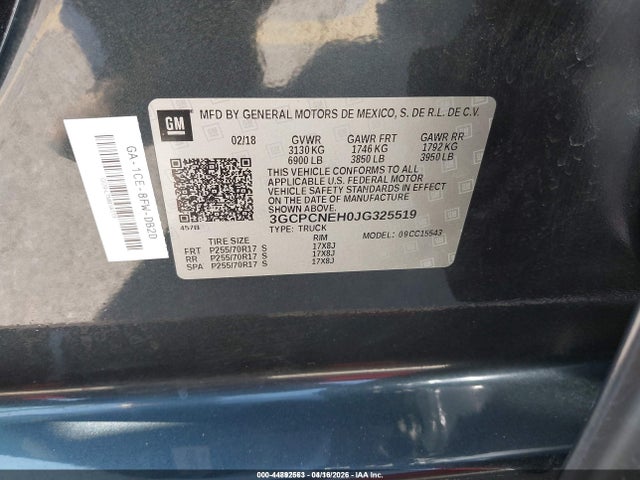 GM
MFD BY GENERAL MOTORS DE MEXICO, S. DE R.L. DE C.V.
02/18 GVWR GAWR FRT GAWR RR
3130 KG 1746 KG 1792 KG
6900 LB 3850 LB 3950 LB
THIS VEHICLE CONFORMS TO ALL
APPLICABLE U.S. FEDERAL MOTOR
VEHICLE SAFETY STANDARDS IN EFFECT
ON THE DATE OF MANUFACTURE
SHOWN ABOVE.
3GCPCNEH0JG325519
TYPE: TRUCK MODEL: 09CC15543
457B
TIRE SIZE RIM
FRT P255/70R17 S 17X8J
RR P255/70R17 S 17X8J
SPA P255/70R17 S 17X8J
GA-1CE-8FW-DB2D
000-44892563 04/16/2026 IAA Inc.